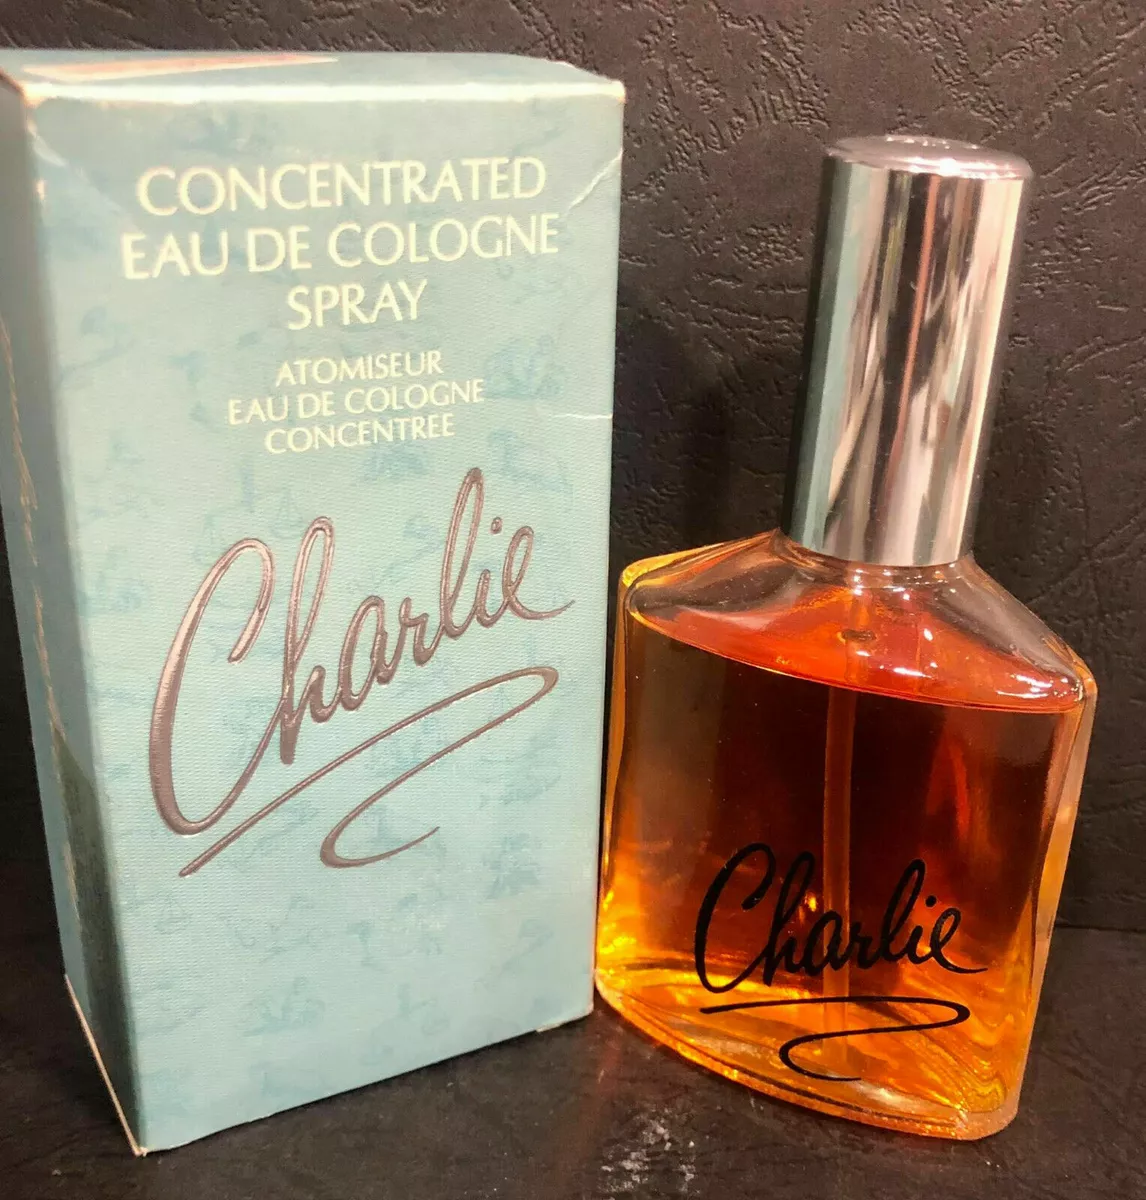 CONCENTRATED
EAU DE COLOGNE
SPRAY
ATOMISEUR
EAU DE COLOGNE
CONCENTREE
Charlie
Charlie